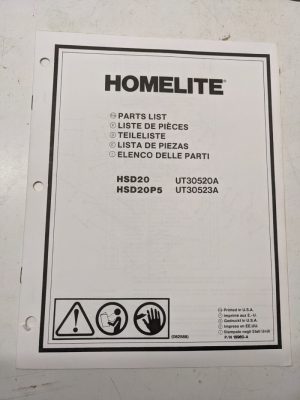 HOMELITE®
PARTS LIST
LISTE DE PIÈCES
TEILELISTE
LISTA DE PIEZAS
ELENCO DELLE PARTI
HSD20 UT30520A
HSD20P5 UT30523A
Printed in U.S.A.
Imprimé aux E.-U.
Gedruckt in U.S.A.
Impreso en EE.UU.
Stampato negli Stati Uniti
P/N